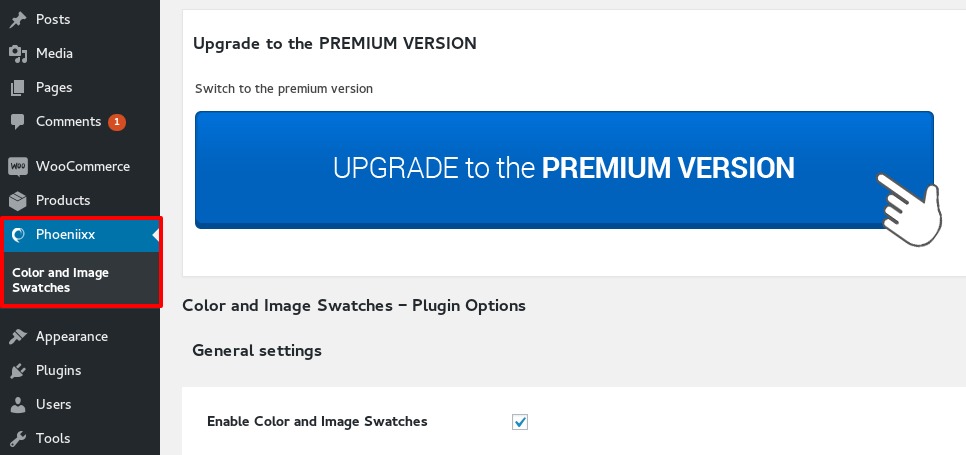 Posts
Media
Pages
Comments 1
WOO WooCommerce
Products
Phoeniixx
Color and Image
Swatches
Appearance
Plugins
Users
Tools
Upgrade to the PREMIUM VERSION
Switch to the premium version
UPGRADE to the PREMIUM VERSION
Color and Image Swatches – Plugin Options
General settings
Enable Color and Image Swatches